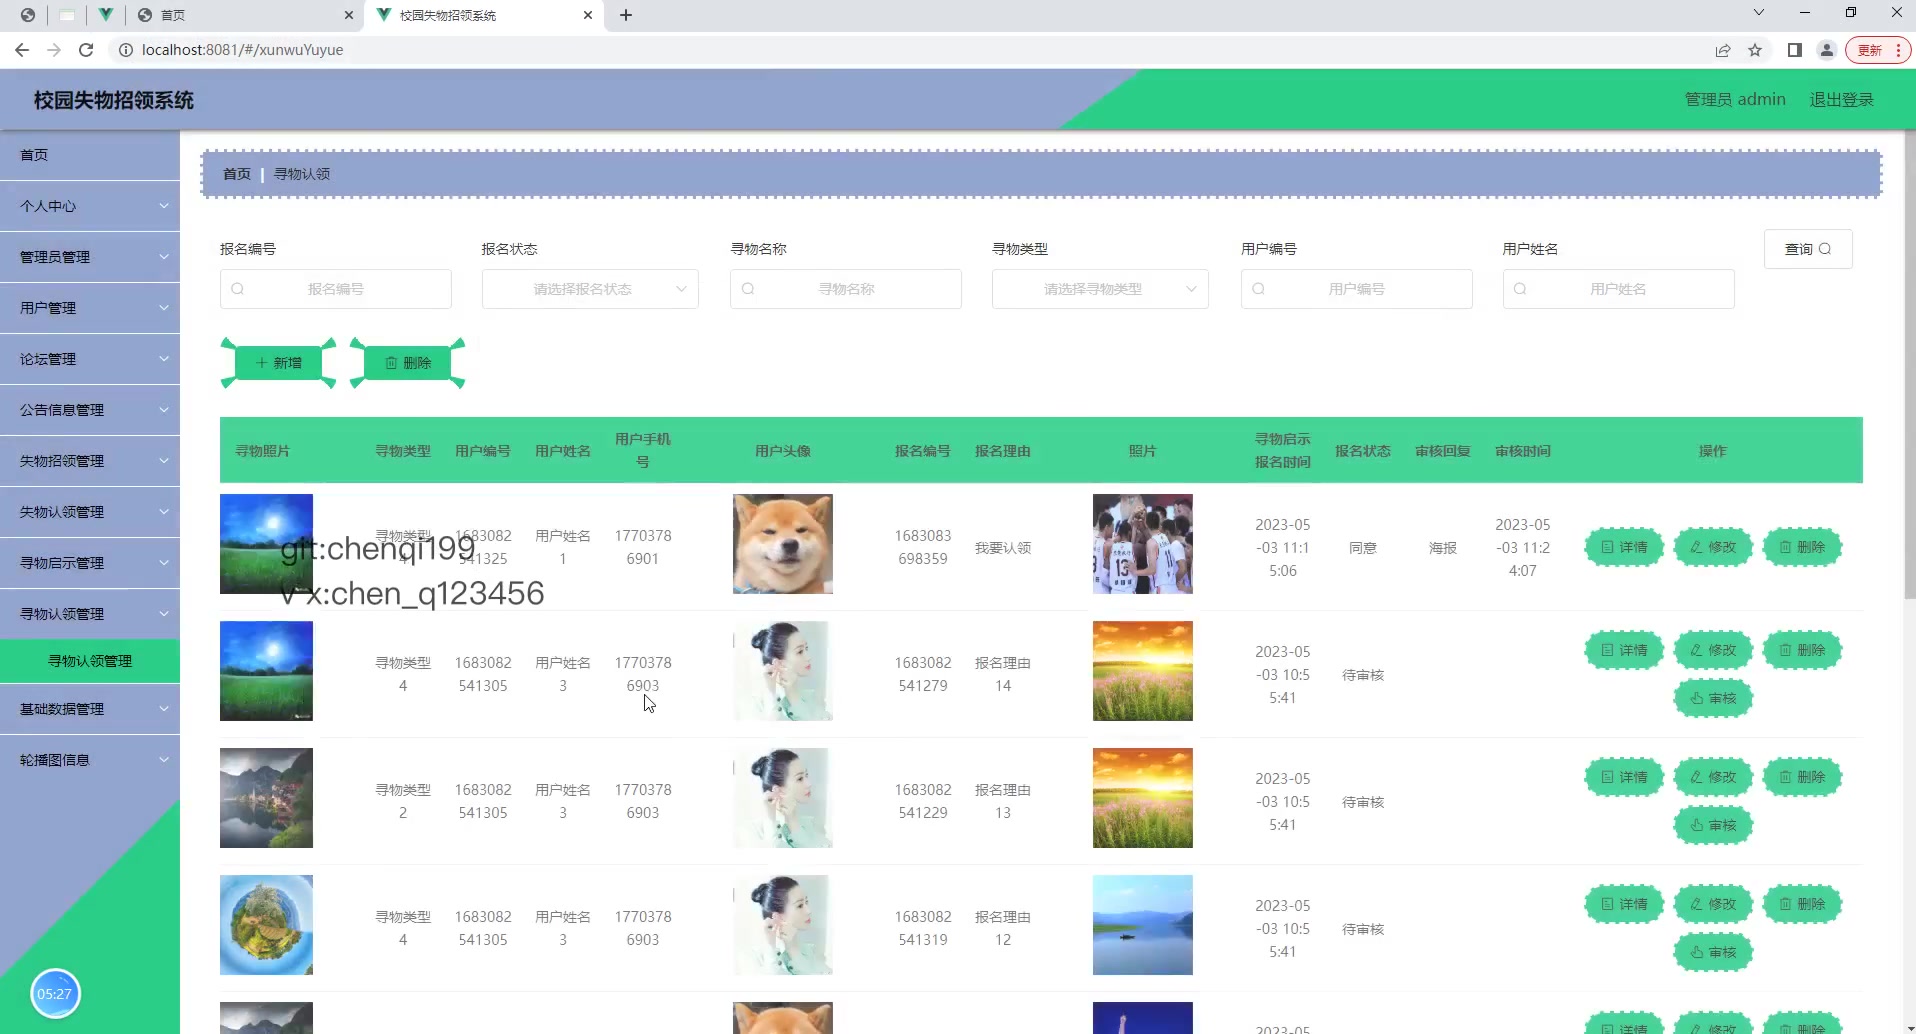 首页
校园失物招领系统
localhost:8081/#/xunwuYuyue
更新
校园失物招领系统
管理员 admin
退出登录
首页
个人中心
管理员管理
用户管理
论坛管理
公告信息管理
失物招领管理
失物认领管理
寻物启示管理
寻物认领管理
寻物认领管理
基础数据管理
轮播图信息
05:27
首页 | 寻物认领
报名编号 报名状态 寻物名称 寻物类型 用户编号 用户姓名
报名编号 请选择报名状态 寻物名称 请选择寻物类型 用户编号 用户姓名
查询
新增 删除
寻物照片 寻物类型 用户编号 用户姓名 用户手机号 用户头像 报名编号 报名理由 照片 寻物启示报名时间 报名状态 审核回复 审核时间 操作
寻物类型4 1683082541325 用户姓名1 17703786901 1683083698359 我要认领 2023-05-03 11:15:06 同意 海报 2023-05-03 11:24:07 详情 修改 删除
git:chenqi199
v x:chen_q123456
寻物类型4 1683082541305 用户姓名3 17703786903 1683082541279 报名理由14 2023-05-03 10:55:41 待审核 详情 修改 删除
审核
寻物类型2 1683082541305 用户姓名3 17703786903 1683082541229 报名理由13 2023-05-03 10:55:41 待审核 详情 修改 删除
审核
寻物类型4 1683082541305 用户姓名3 17703786903 1683082541319 报名理由12 2023-05-03 10:55:41 待审核 详情 修改 删除
审核
2023-05 详情 修改 删除